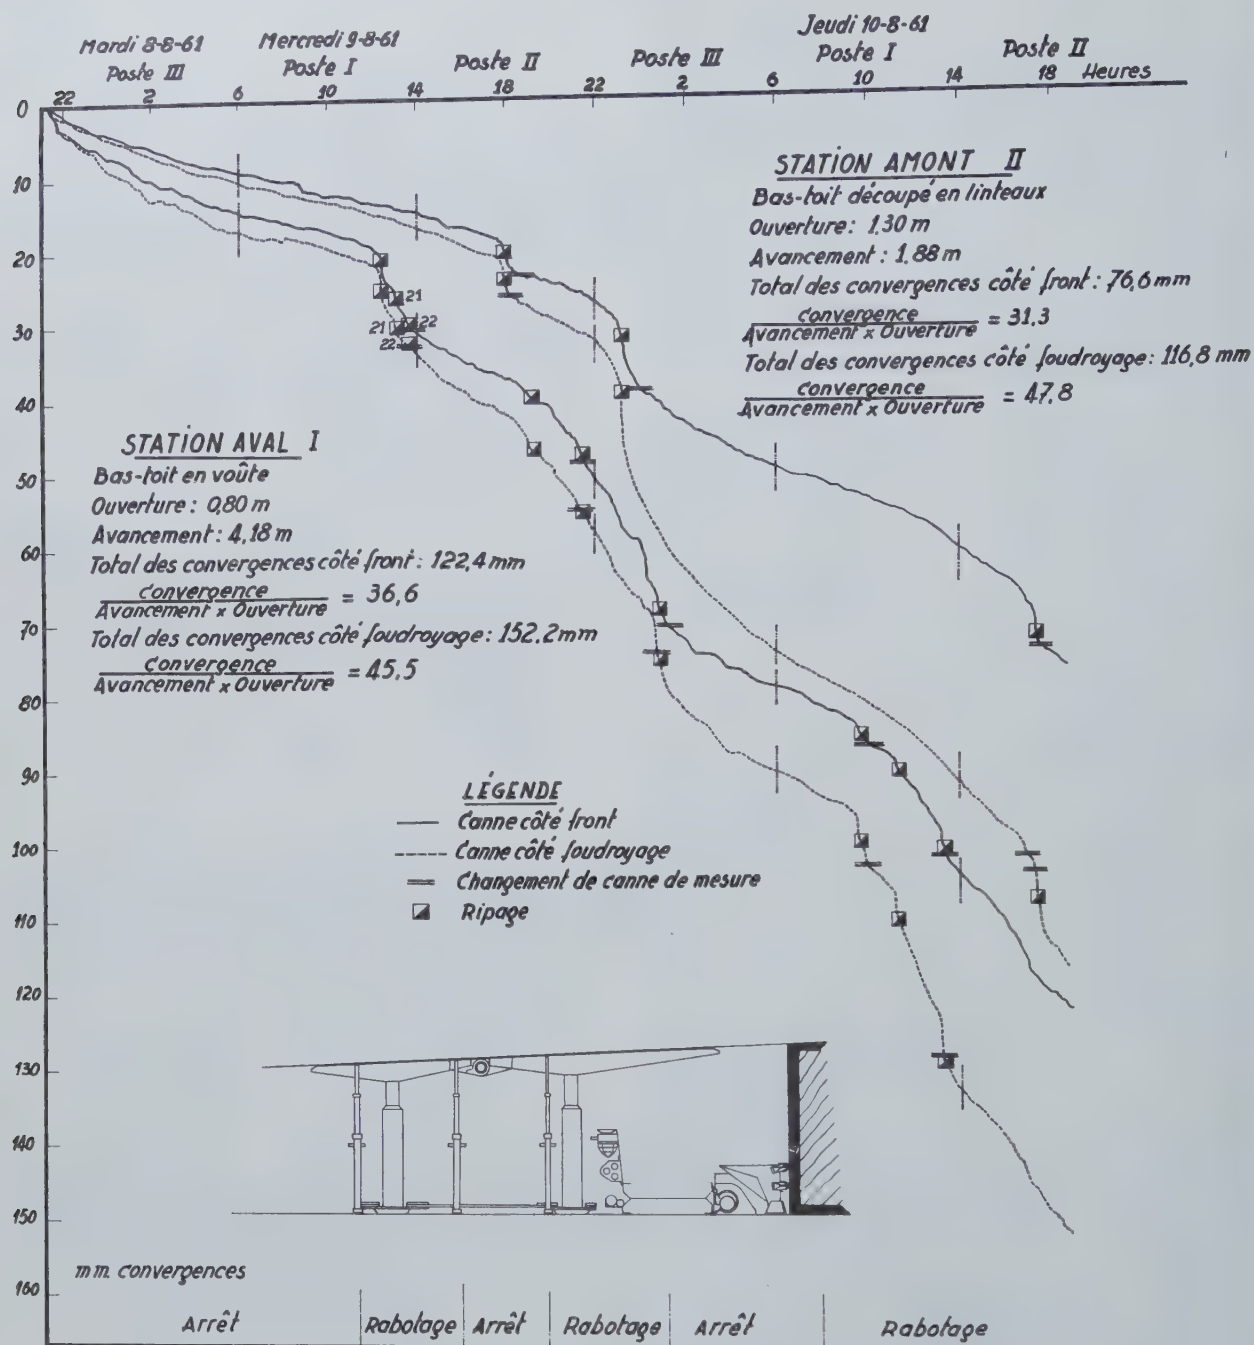 Mardi 8-8-61 Mercredi 9-8-61 Jeudi 10-8-61
Poste III Poste I Poste II Poste III Poste I Poste II
22 2 6 10 14 18 22 2 6 10 14 18 Heures
0
10
20
30
40
50
60
70
80
90
100
110
120
130
140
150
160
STATION AMONT II
Bas-toit découpé en linteaux
Ouverture : 1,30 m
Avancement : 1,88 m
Total des convergences côté front : 76,6 mm
Convergence
Avancement x Ouverture = 31,3
Total des convergences côté foudroyage : 116,8 mm
Convergence
Avancement x Ouverture = 47,8
21
22
21
22
STATION AVAL I
Bas-toit en voûte
Ouverture : 0,80 m
Avancement : 4,18 m
Total des convergences côté front : 122,4 mm
Convergence
Avancement x Ouverture = 36,6
Total des convergences côté foudroyage : 152,2 mm
Convergence
Avancement x Ouverture = 45,5
LÉGENDE
Canne côté front
Canne côté foudroyage
Changement de canne de mesure
Ripage
mm. convergences
Arrêt Rabotage Arrêt Rabotage Arrêt Rabotage